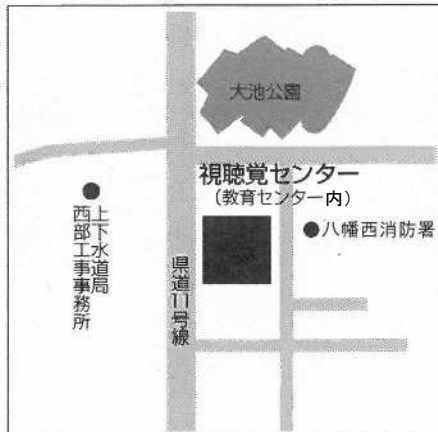 大池公園
視聴覚センター
（教育センター内）
●八幡西消防署
上下水道局
西部工事事務所
県道11号線